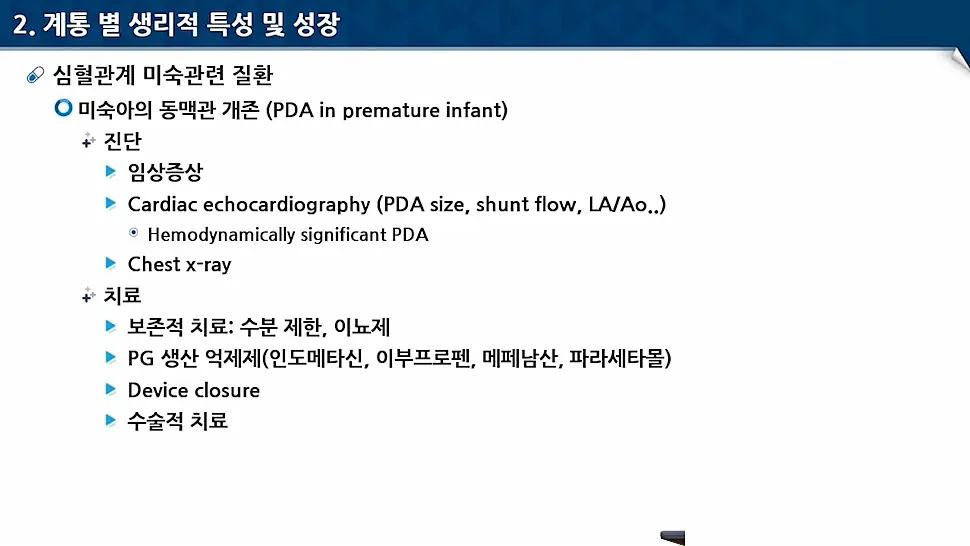 2. 계통 별 생리적 특성 및 성장
심혈관계 미숙관련 질환
미숙아의 동맥관 개존 (PDA in premature infant)
진단
임상증상
Cardiac echocardiography (PDA size, shunt flow, LA/Ao..)
Hemodynamically significant PDA
Chest x-ray
치료
보존적 치료: 수분 제한, 이뇨제
PG 생산 억제제(인도메타신, 이부프로펜, 메페남산, 파라세타몰)
Device closure
수술적 치료